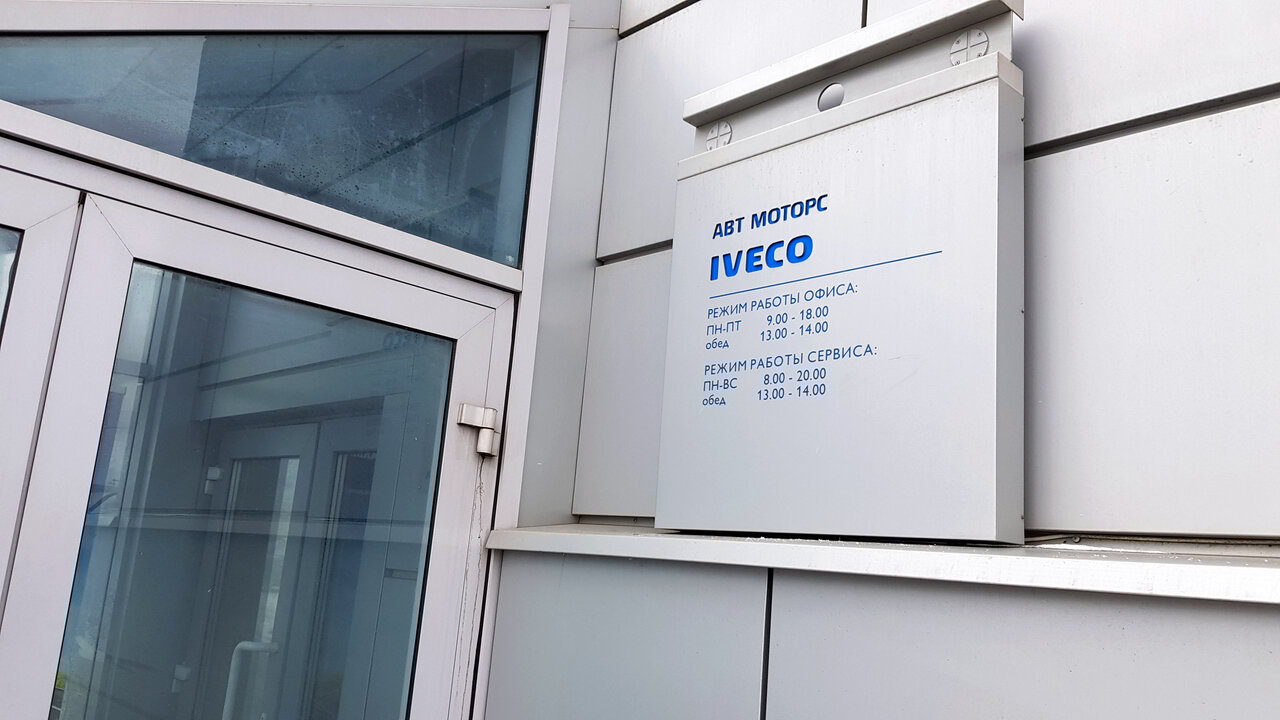 АВТ МОТОРС
IVECO
РЕЖИМ РАБОТЫ ОФИСА:
ПН-ПТ 9.00 - 18.00
обед 13.00 - 14.00
РЕЖИМ РАБОТЫ СЕРВИСА:
ПН-ВС 8.00 - 20.00
обед 13.00 - 14.00